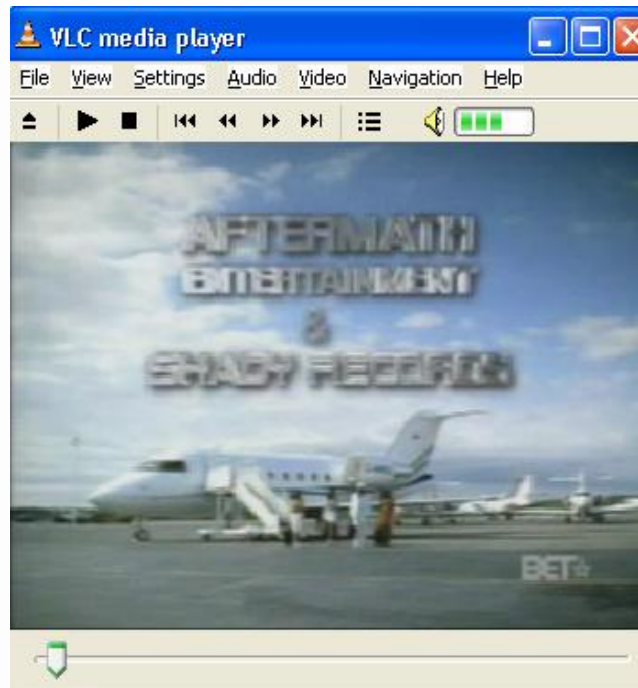 VLC media player
File View Settings Audio Video Navigation Help
AFTERMATH
ENTERTAINMENT
&
SHADY RECORDS
BET